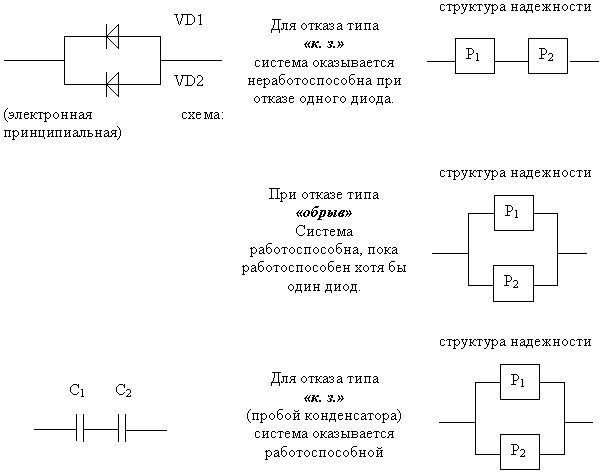 VD1
VD2
(электронная схема:
принципиальная)
Для отказа типа
«к. з.»
система оказывается
неработоспособна при
отказе одного диода.
структура надежности
P1
P2
При отказе типа
«обрыв»
Система
работоспособна, пока
работоспособен хотя бы
один диод.
структура надежности
P1
P2
C1 C2
Для отказа типа
«к. з.»
(пробой конденсатора)
система оказывается
работоспособной
структура надежности
P1
P2